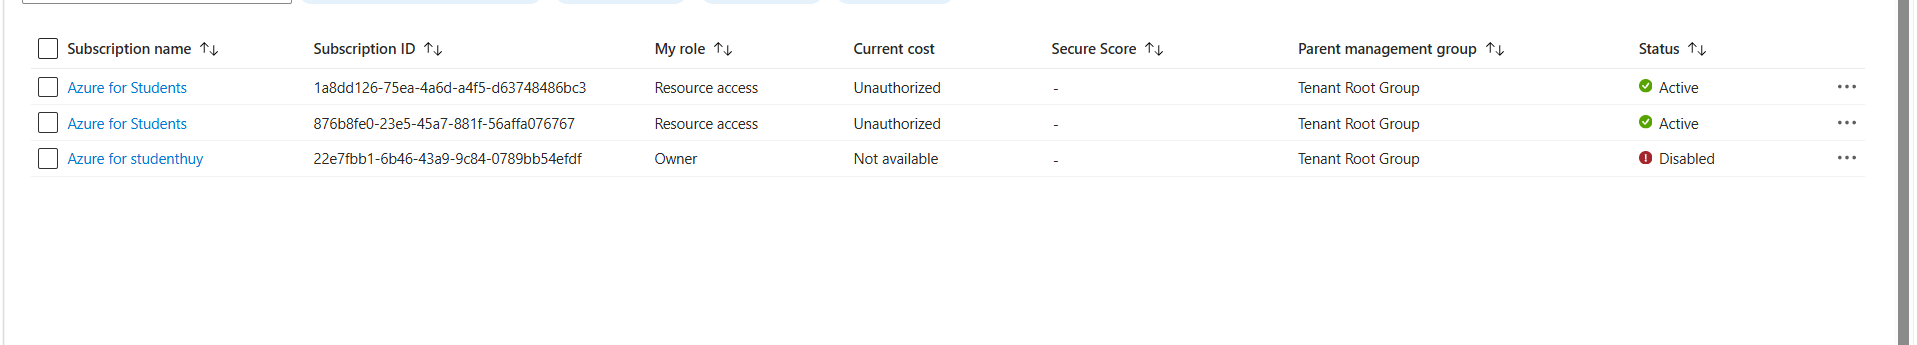 Subscription name ↑↓ Subscription ID ↑↓ My role ↑↓ Current cost Secure Score ↑↓ Parent management group ↑↓ Status ↑↓
Azure for Students 1a8dd126-75ea-4a6d-a4f5-d63748486bc3 Resource access Unauthorized - Tenant Root Group Active ...
Azure for Students 876b8fe0-23e5-45a7-881f-56affa076767 Resource access Unauthorized - Tenant Root Group Active ...
Azure for studenthuy 22e7fbb1-6b46-43a9-9c84-0789bb54efdf Owner Not available - Tenant Root Group Disabled ...